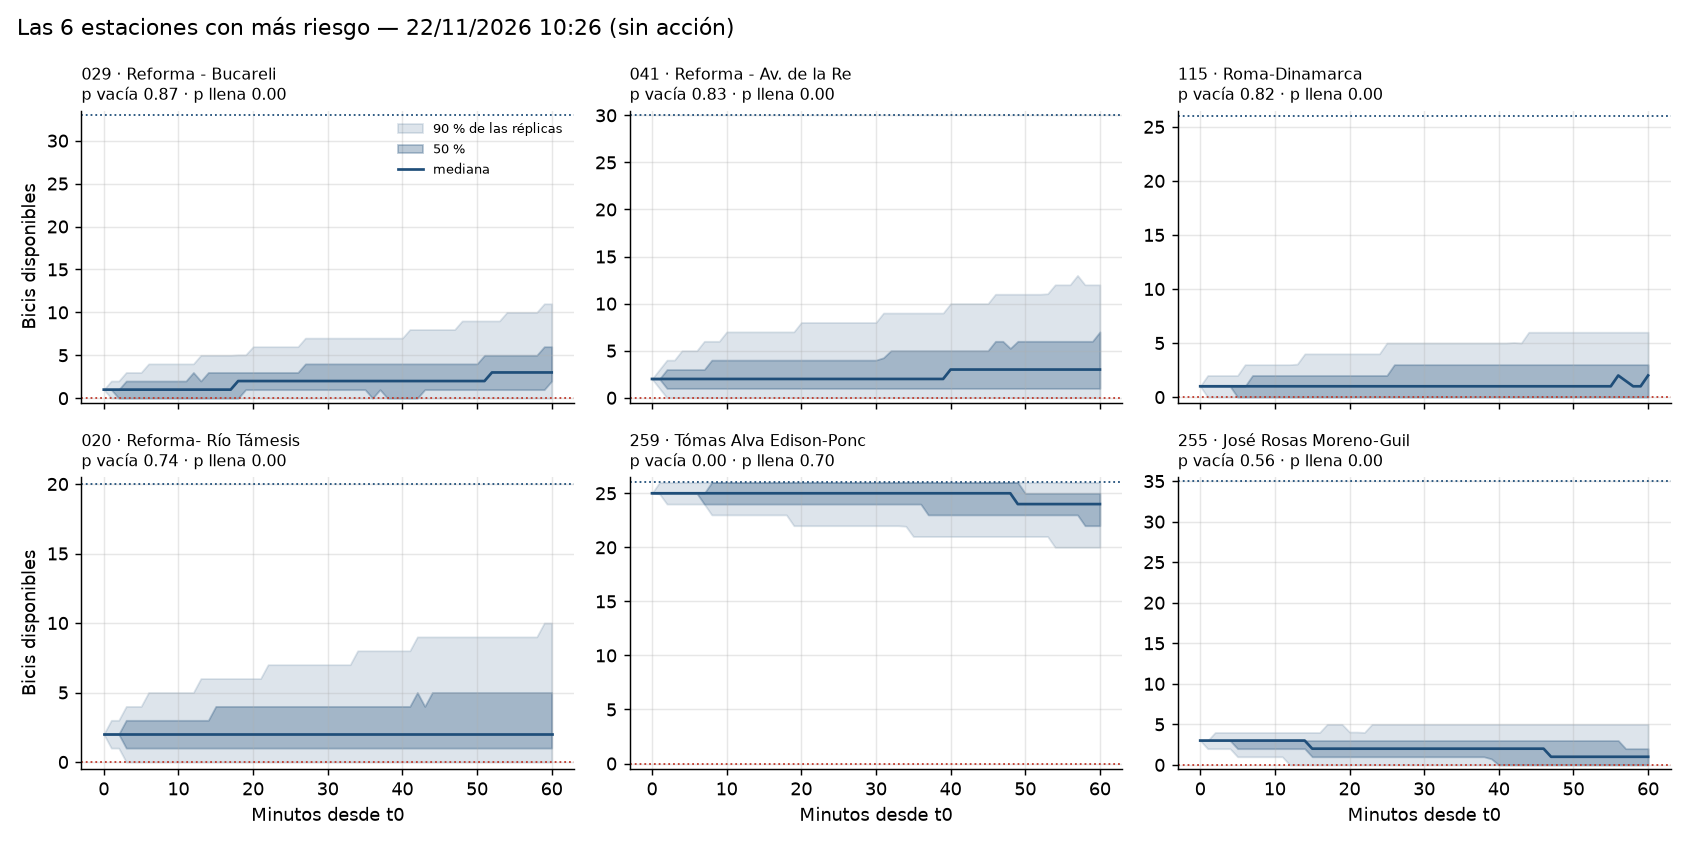 Las 6 estaciones con más riesgo — 22/11/2026 10:26 (sin acción)
029 · Reforma - Bucareli
p vacía 0.87 · p llena 0.00
90 % de las réplicas
50 %
mediana
Bicis disponibles
30
25
20
15
10
5
0
041 · Reforma - Av. de la Re
p vacía 0.83 · p llena 0.00
30
25
20
15
10
5
0
115 · Roma-Dinamarca
p vacía 0.82 · p llena 0.00
25
20
15
10
5
0
020 · Reforma- Río Támesis
p vacía 0.74 · p llena 0.00
Bicis disponibles
20
15
10
5
0
0 10 20 30 40 50 60
Minutos desde t0
259 · Tómas Alva Edison-Ponc
p vacía 0.00 · p llena 0.70
25
20
15
10
5
0
0 10 20 30 40 50 60
Minutos desde t0
255 · José Rosas Moreno-Guil
p vacía 0.56 · p llena 0.00
35
30
25
20
15
10
5
0
0 10 20 30 40 50 60
Minutos desde t0